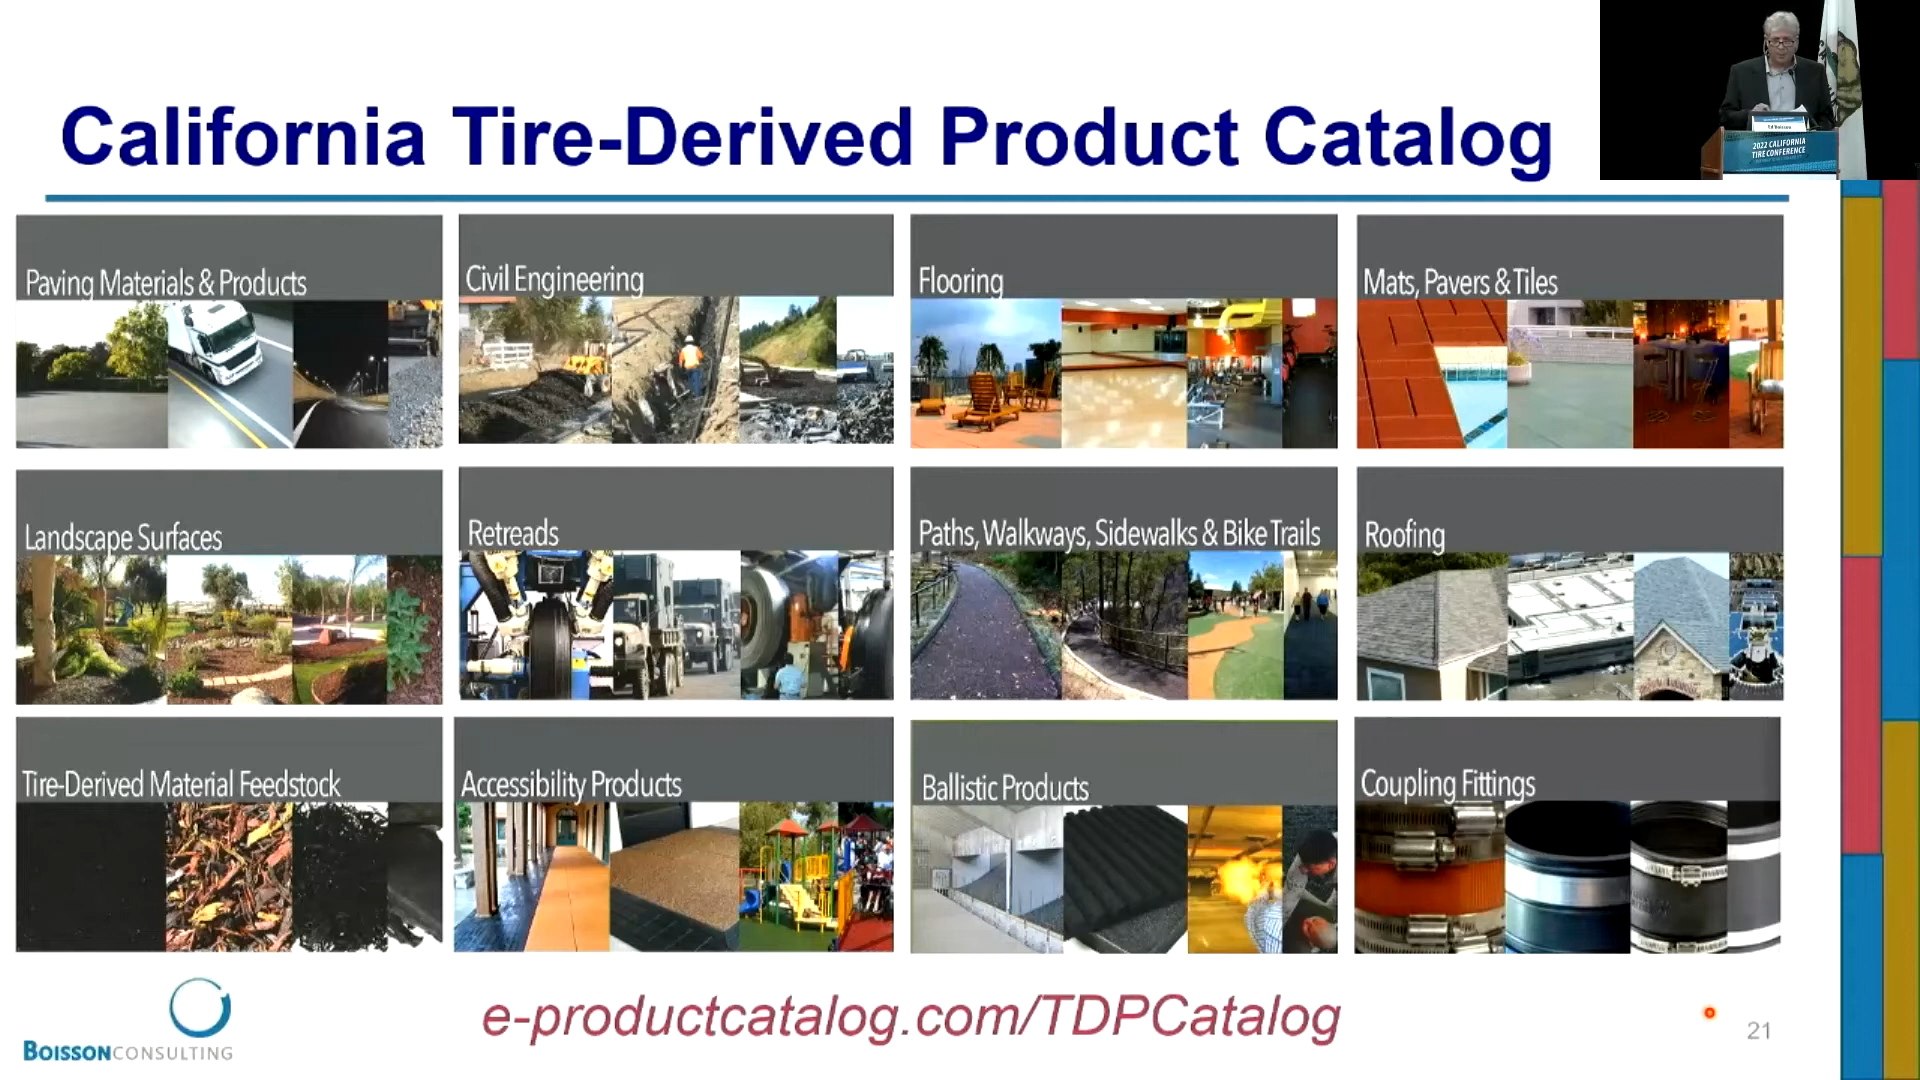 California Tire-Derived Product Catalog
Ed Boisson
2022 CALIFORNIA
TIRE CONFERENCE
Paving Materials & Products
Civil Engineering
Flooring
Mats, Pavers & Tiles
Landscape Surfaces
Retreads
Paths, Walkways, Sidewalks & Bike Trails
Roofing
Tire-Derived Material Feedstock
Accessibility Products
Ballistic Products
Coupling Fittings
BOISSONCONSULTING
e-productcatalog.com/TDPCatalog
21